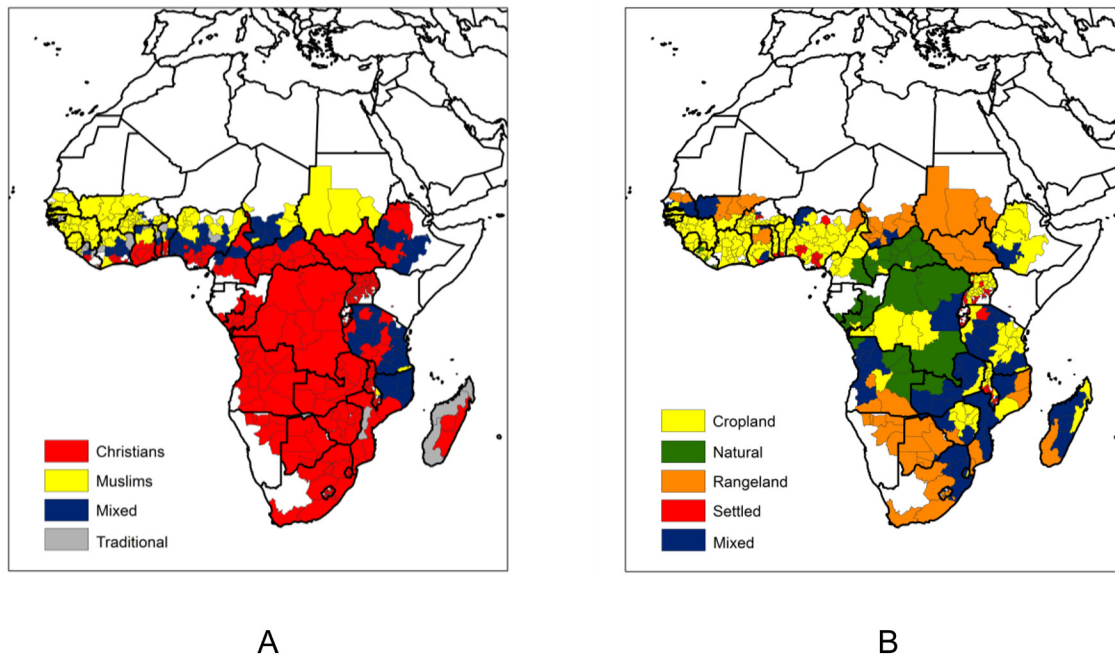 Christians
Muslims
Mixed
Traditional
Cropland
Natural
Rangeland
Settled
Mixed
A
B